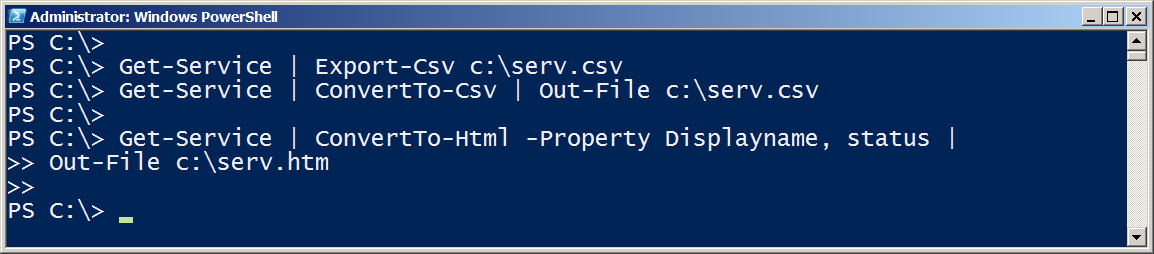 Administrator: Windows PowerShell
PS C:\>
PS C:\> Get-Service | Export-Csv c:\serv.csv
PS C:\> Get-Service | ConvertTo-Csv | Out-File c:\serv.csv
PS C:\>
PS C:\> Get-Service | ConvertTo-Html -Property Displayname, status |
>> Out-File c:\serv.htm
>>
PS C:\>